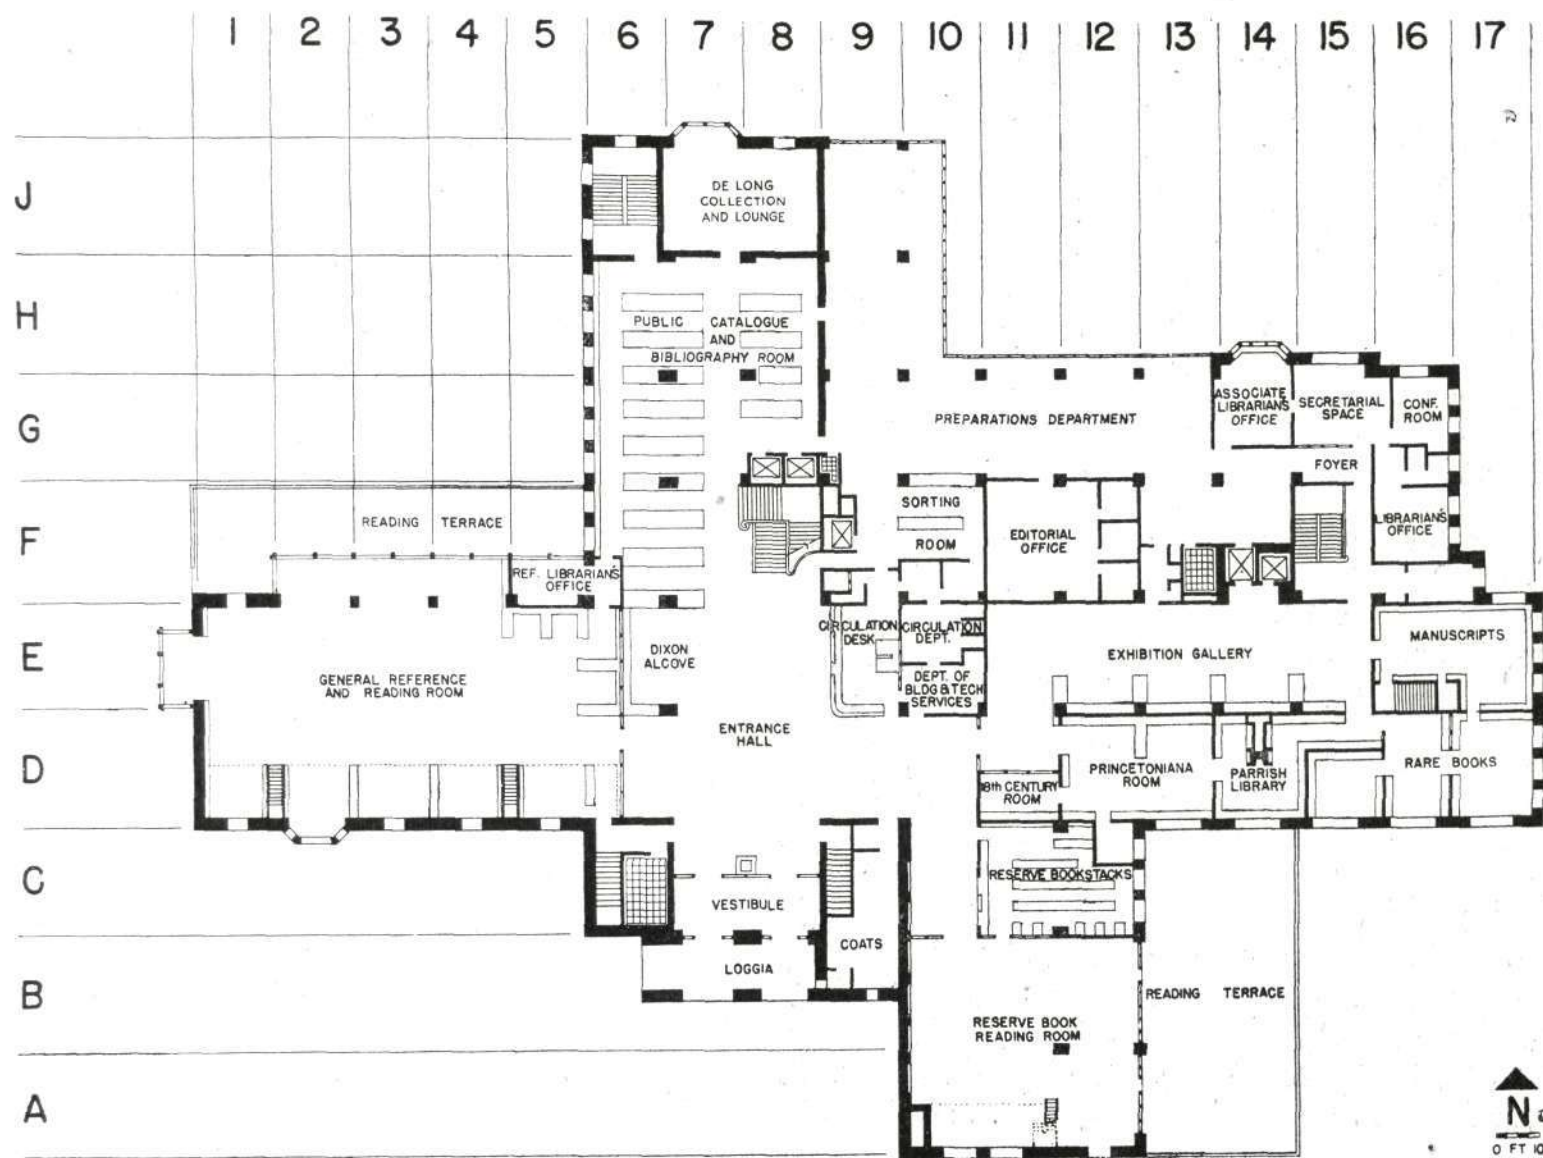 1 2 3 4 5 6 7 8 9 10 11 12 13 14 15 16 17
J
DE LONG
COLLECTION
AND LOUNGE
H
PUBLIC CATALOGUE
AND
BIBLIOGRAPHY ROOM
G
PREPARATIONS DEPARTMENT
ASSOCIATE
LIBRARIAN'S
OFFICE
SECRETARIAL
SPACE
CONF.
ROOM
FOYER
F
READING TERRACE
REF. LIBRARIAN'S
OFFICE
SORTING
ROOM
EDITORIAL
OFFICE
LIBRARIAN'S
OFFICE
E
GENERAL REFERENCE
AND READING ROOM
DIXON
ALCOVE
CIRCULATION
DESK
CIRCULATION
DEPT.
DEPT. OF
BLDG & TECH
SERVICES
EXHIBITION GALLERY
MANUSCRIPTS
D
ENTRANCE
HALL
18th CENTURY
ROOM
PRINCETONIANA
ROOM
PARRISH
LIBRARY
RARE BOOKS
C
VESTIBULE
RESERVE BOOKSTACKS
COATS
B
LOGGIA
RESERVE BOOK
READING ROOM
READING TERRACE
A
N
0 FT 10